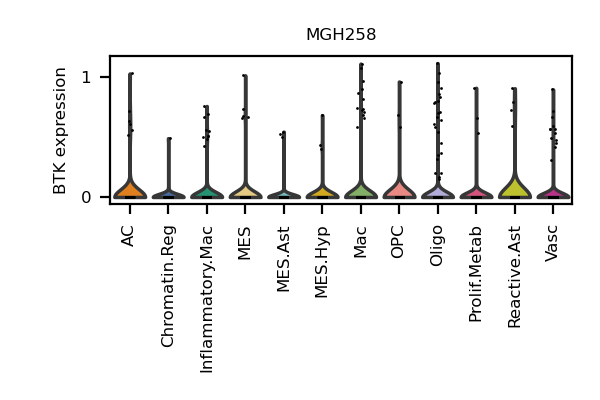 MGH258
BTK expression
1
0
AC
Chromatin.Reg
Inflammatory.Mac
MES
MES.Ast
MES.Hyp
Mac
OPC
Oligo
Prolif.Metab
Reactive.Ast
Vasc